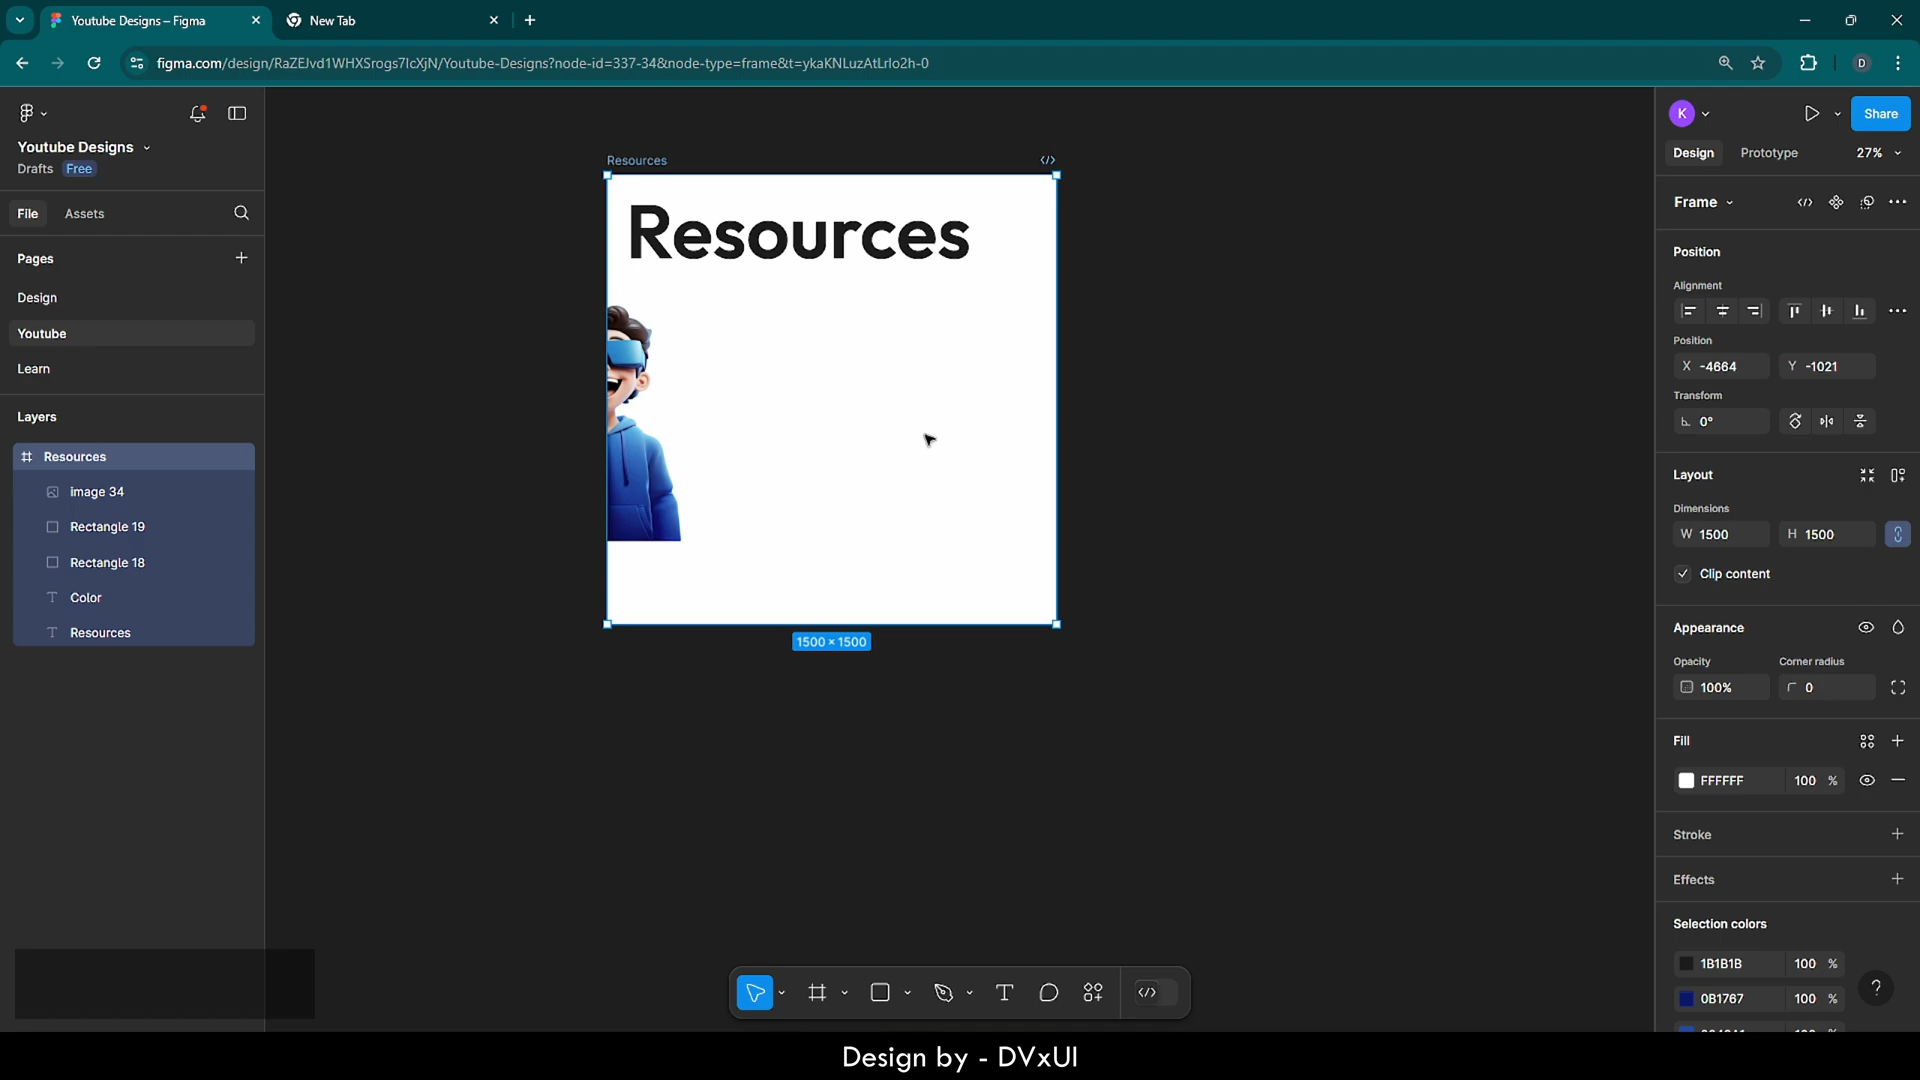 Youtube Designs – Figma
New Tab
figma.com/design/RaZEJvd1WHXSrogs7lcXjN/Youtube-Designs?node-id=337-34&node-type=frame&t=ykaKNLuzAtLrlo2h-0
D
Youtube Designs
Drafts Free
File Assets
Pages
Design
Youtube
Learn
Layers
Resources
image 34
Rectangle 19
Rectangle 18
Color
Resources
Resources
Resources
1500 × 1500
K
Share
Design Prototype 27%
Frame
Position
Alignment
Position
X -4664 Y -1021
Transform
0°
Layout
Dimensions
W 1500 H 1500
Clip content
Appearance
Opacity Corner radius
100% 0
Fill
FFFFFF 100 %
Stroke
Effects
Selection colors
1B1B1B 100 %
0B1767 100 %
?
Design by - DVxUI